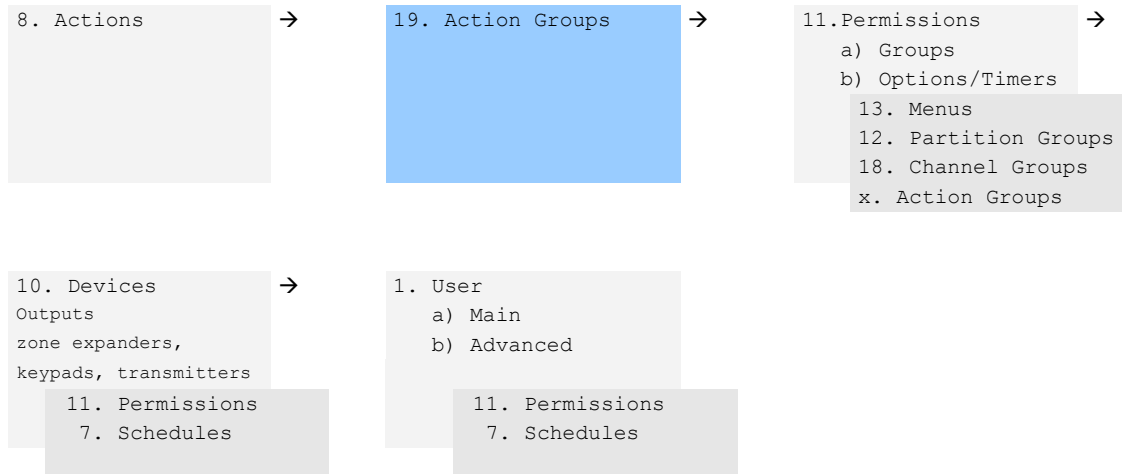 8. Actions →
19. Action Groups →
11.Permissions →
a) Groups
b) Options/Timers
13. Menus
12. Partition Groups
18. Channel Groups
x. Action Groups
10. Devices →
Outputs
zone expanders,
keypads, transmitters
11. Permissions
7. Schedules
1. User
a) Main
b) Advanced
11. Permissions
7. Schedules